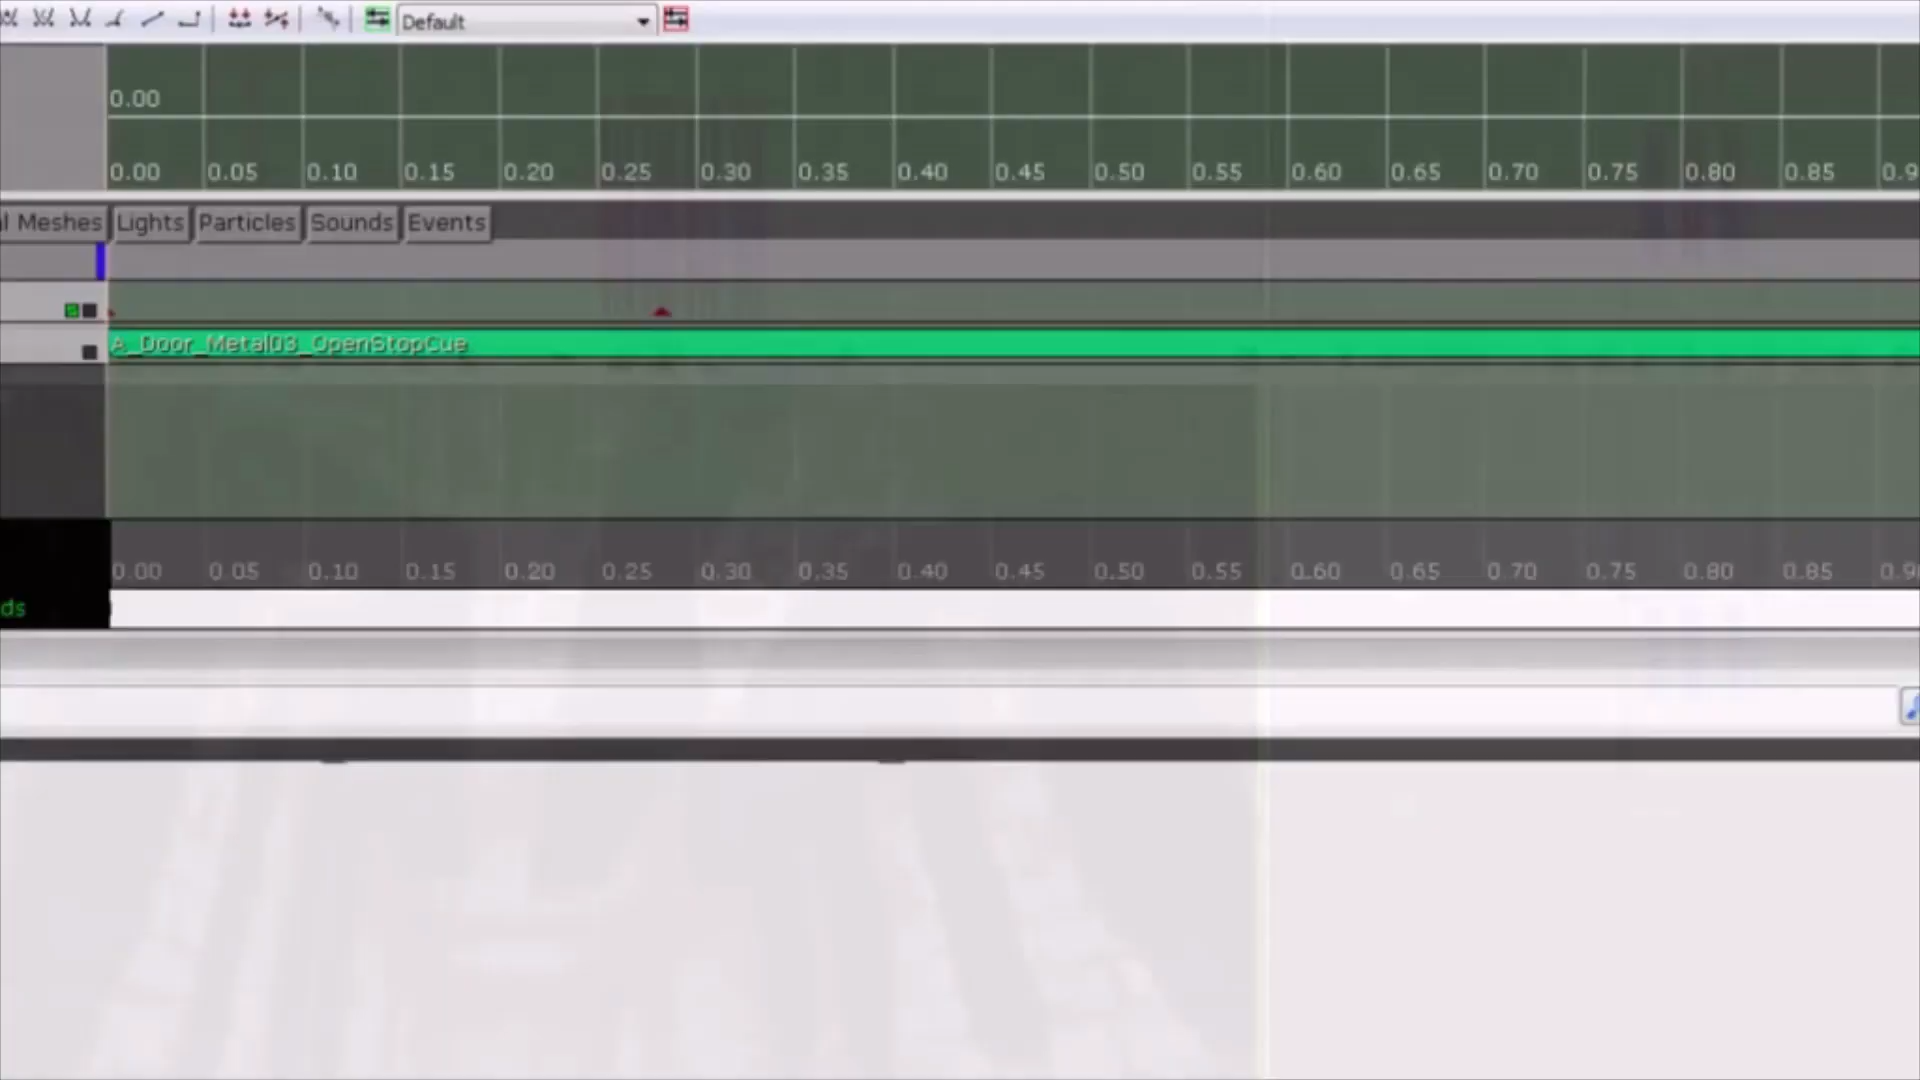 Default
0.00
0.00 0.05 0.10 0.15 0.20 0.25 0.30 0.35 0.40 0.45 0.50 0.55 0.60 0.65 0.70 0.75 0.80 0.85 0.9
l Meshes Lights Particles Sounds Events
A_Door_Metal03_OpenStopCue
0.00 0.05 0.10 0.15 0.20 0.25 0.30 0.35 0.40 0.45 0.50 0.55 0.60 0.65 0.70 0.75 0.80 0.85 0.9
ds